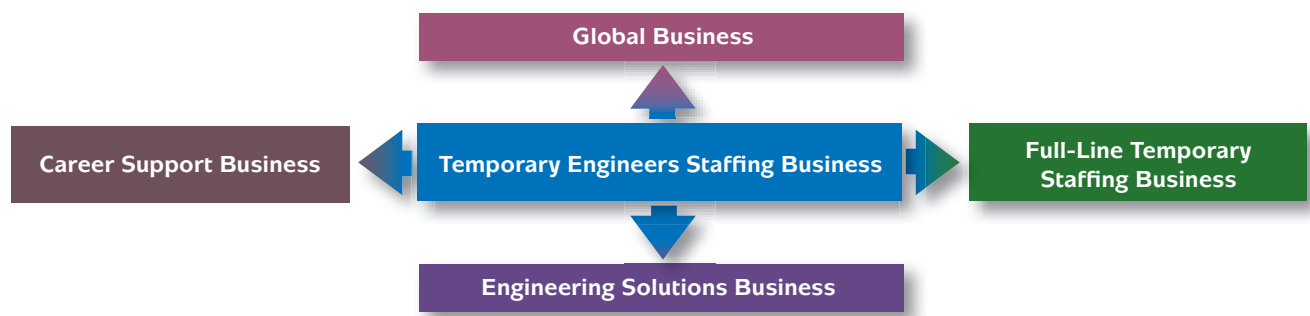 Global Business
Career Support Business
Temporary Engineers Staffing Business
Full-Line Temporary
Staffing Business
Engineering Solutions Business